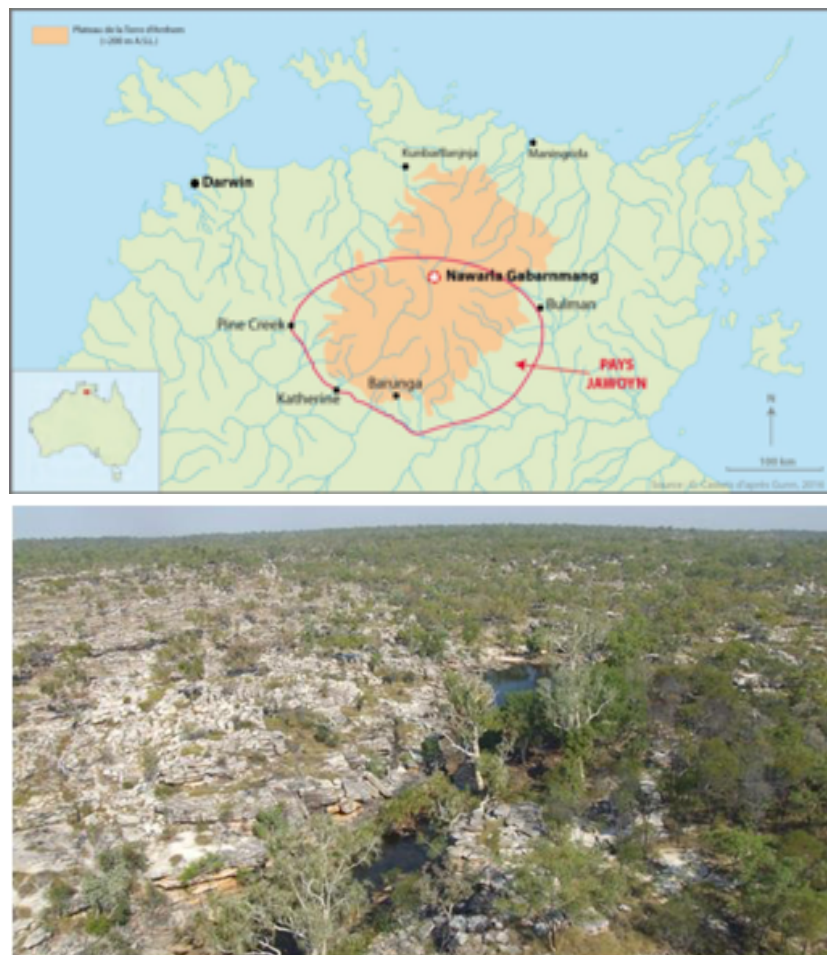 Plateau de la Terre d'Arnhem
(>200 m A.S.L.)
Kunbarllanjnja
Maningrida
Darwin
Nawarla Gabarnmang
Bulman
Pine Creek
PAYS
JAWOYN
Barunga
Katherine
N
100 km
Source : G. Castets d'après Gunn, 2016